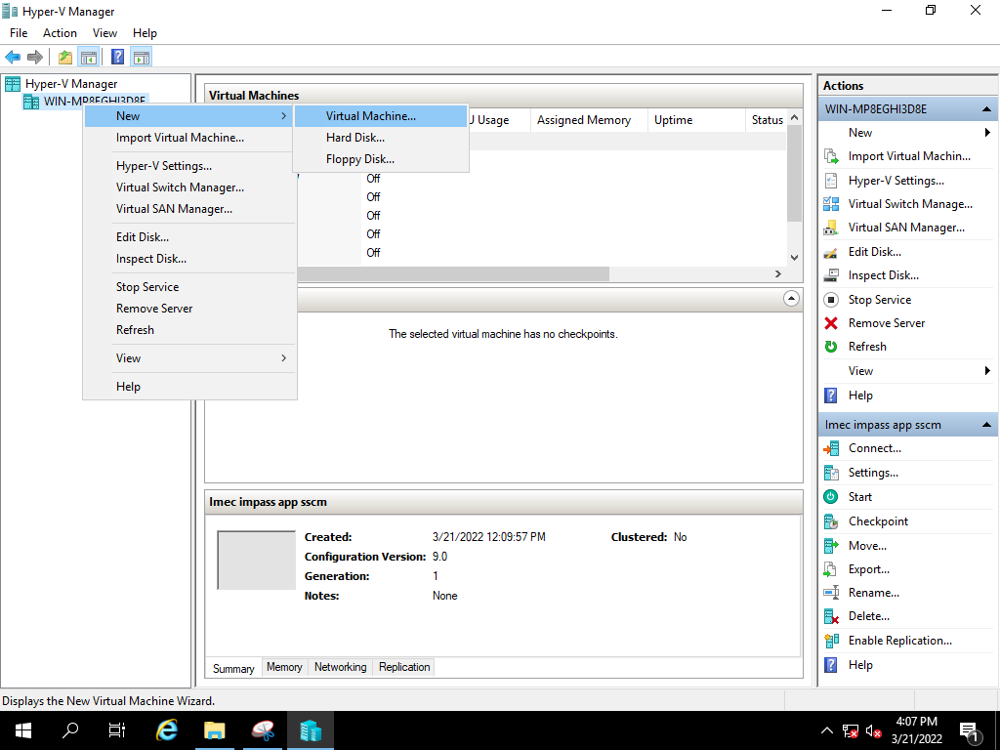 Hyper-V Manager
File Action View Help
Hyper-V Manager
WIN-MP8EGHI3D8E
New
Import Virtual Machine...
Hyper-V Settings...
Virtual Switch Manager...
Virtual SAN Manager...
Edit Disk...
Inspect Disk...
Stop Service
Remove Server
Refresh
View
Help
Virtual Machine...
Hard Disk...
Floppy Disk...
Virtual Machines
U Usage Assigned Memory Uptime Status
Off
Off
Off
Off
Off
The selected virtual machine has no checkpoints.
Imec impass app sscm
Created: 3/21/2022 12:09:57 PM Clustered: No
Configuration Version: 9.0
Generation: 1
Notes: None
Summary Memory Networking Replication
Actions
WIN-MP8EGHI3D8E
New
Import Virtual Machin...
Hyper-V Settings...
Virtual Switch Manage...
Virtual SAN Manager...
Edit Disk...
Inspect Disk...
Stop Service
Remove Server
Refresh
View
Help
Imec impass app sscm
Connect...
Settings...
Start
Checkpoint
Move...
Export...
Rename...
Delete...
Enable Replication...
Help
Displays the New Virtual Machine Wizard.
4:07 PM
3/21/2022
1